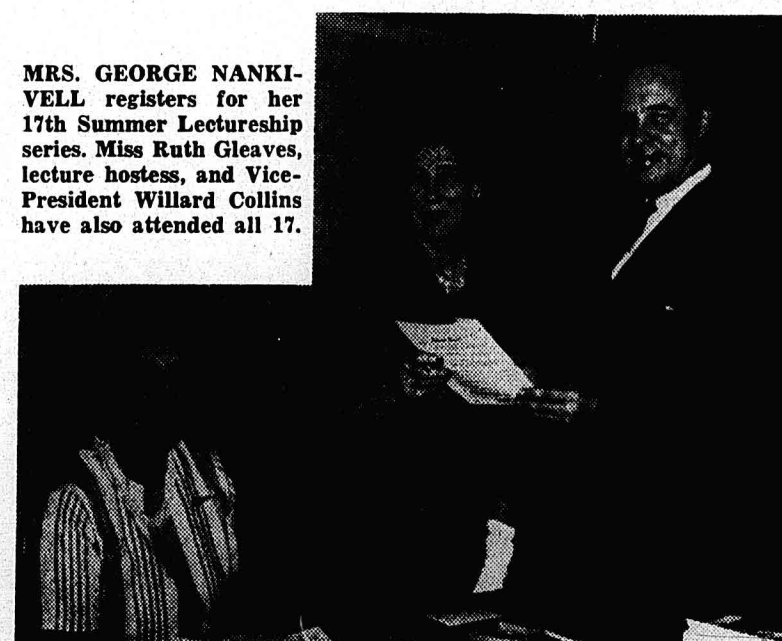 MRS. GEORGE NANKI-
VELL registers for her
17th Summer Lectureship
series. Miss Ruth Gleaves,
lecture hostess, and Vice-
President Willard Collins
have also attended all 17.